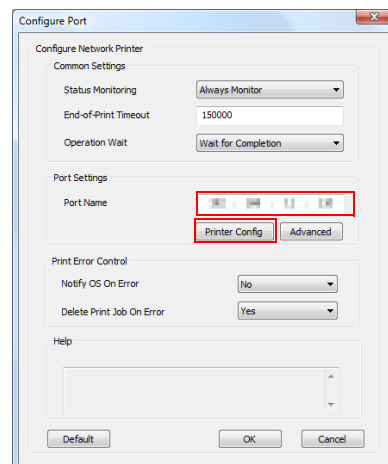 Configure Port
Configure Network Printer
Common Settings
Status Monitoring Always Monitor
End-of-Print Timeout 150000
Operation Wait Wait for Completion
Port Settings
Port Name
Printer Config Advanced
Print Error Control
Notify OS On Error No
Delete Print Job On Error Yes
Help
Default OK Cancel